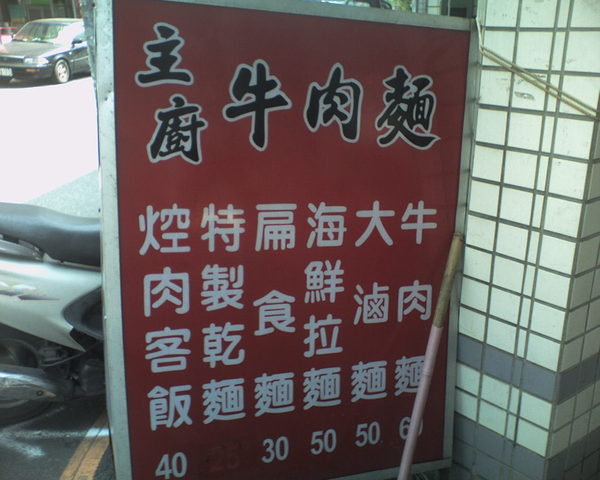 主廚牛肉麵
牛肉麵 60
大滷麵 50
海鮮拉麵 50
扁食麵 30
特製乾麵
焢肉客飯 40